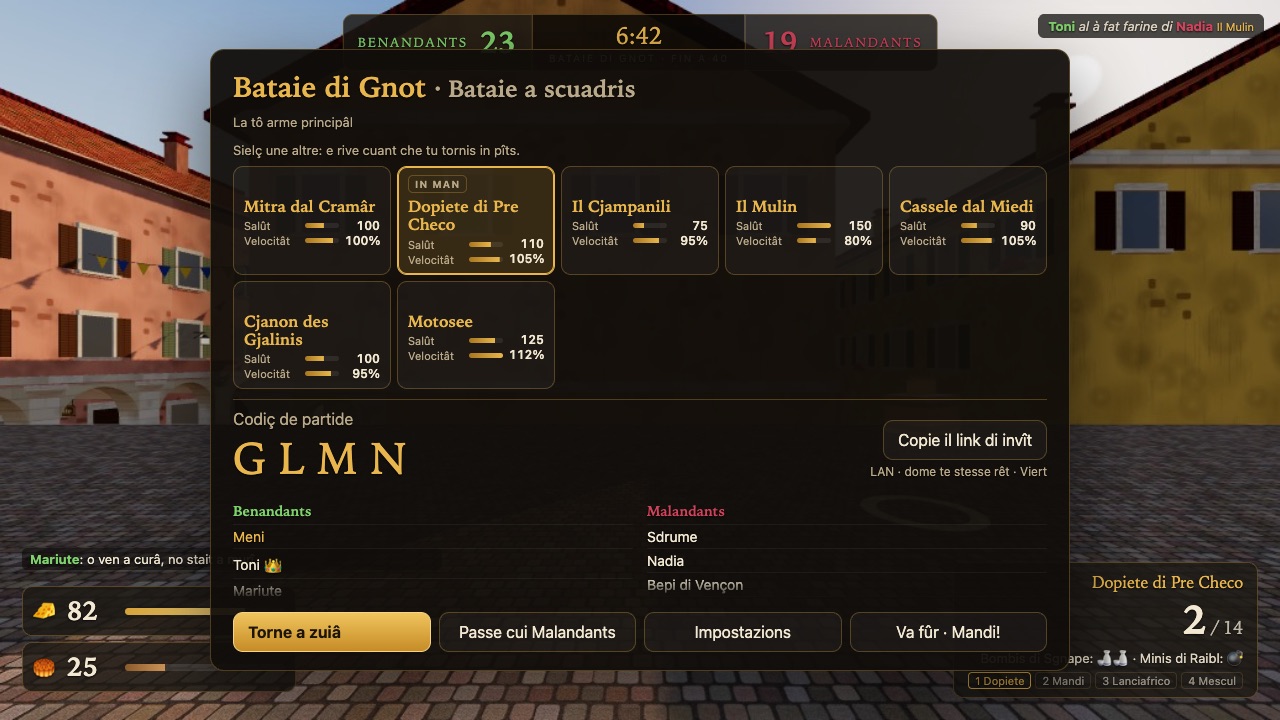 BENANDANTS 23
6:42
19 MALANDANTS
BATAIE DI GNOT · FIN A 80
Toni al à fat farine di Nadia Il Mulin
Bataie di Gnot · Bataie a scuadris
La tô arme principâl
Sielç une altre: e rive cuant che tu tornis in pîts.
Mitra dal Cramâr
Salût 100
Velocitât 100%
IN MAN
Dopiete di Pre Checo
Salût 110
Velocitât 105%
Il Cjampanili
Salût 75
Velocitât 95%
Il Mulin
Salût 150
Velocitât 80%
Cassele dal Miedi
Salût 90
Velocitât 105%
Cjanon des Gjalinis
Salût 100
Velocitât 95%
Motosee
Salût 125
Velocitât 112%
Codiç de partide
GLMN
Copie il link di invît
LAN · dome te stesse rêt · Viert
Benandants
Meni
Toni 👑
Mariute
Malandants
Sdrume
Nadia
Bepi di Vençon
Torne a zuiâ
Passe cui Malandants
Impostazions
Va fûr · Mandi!
Mariute: o ven a curâ, no stait
82
25
Dopiete di Pre Checo
2 / 14
Bombis di Sgnape: · Minis di Raibl:
1 Dopiete
2 Mandi
3 Lanciafrico
4 Mescul